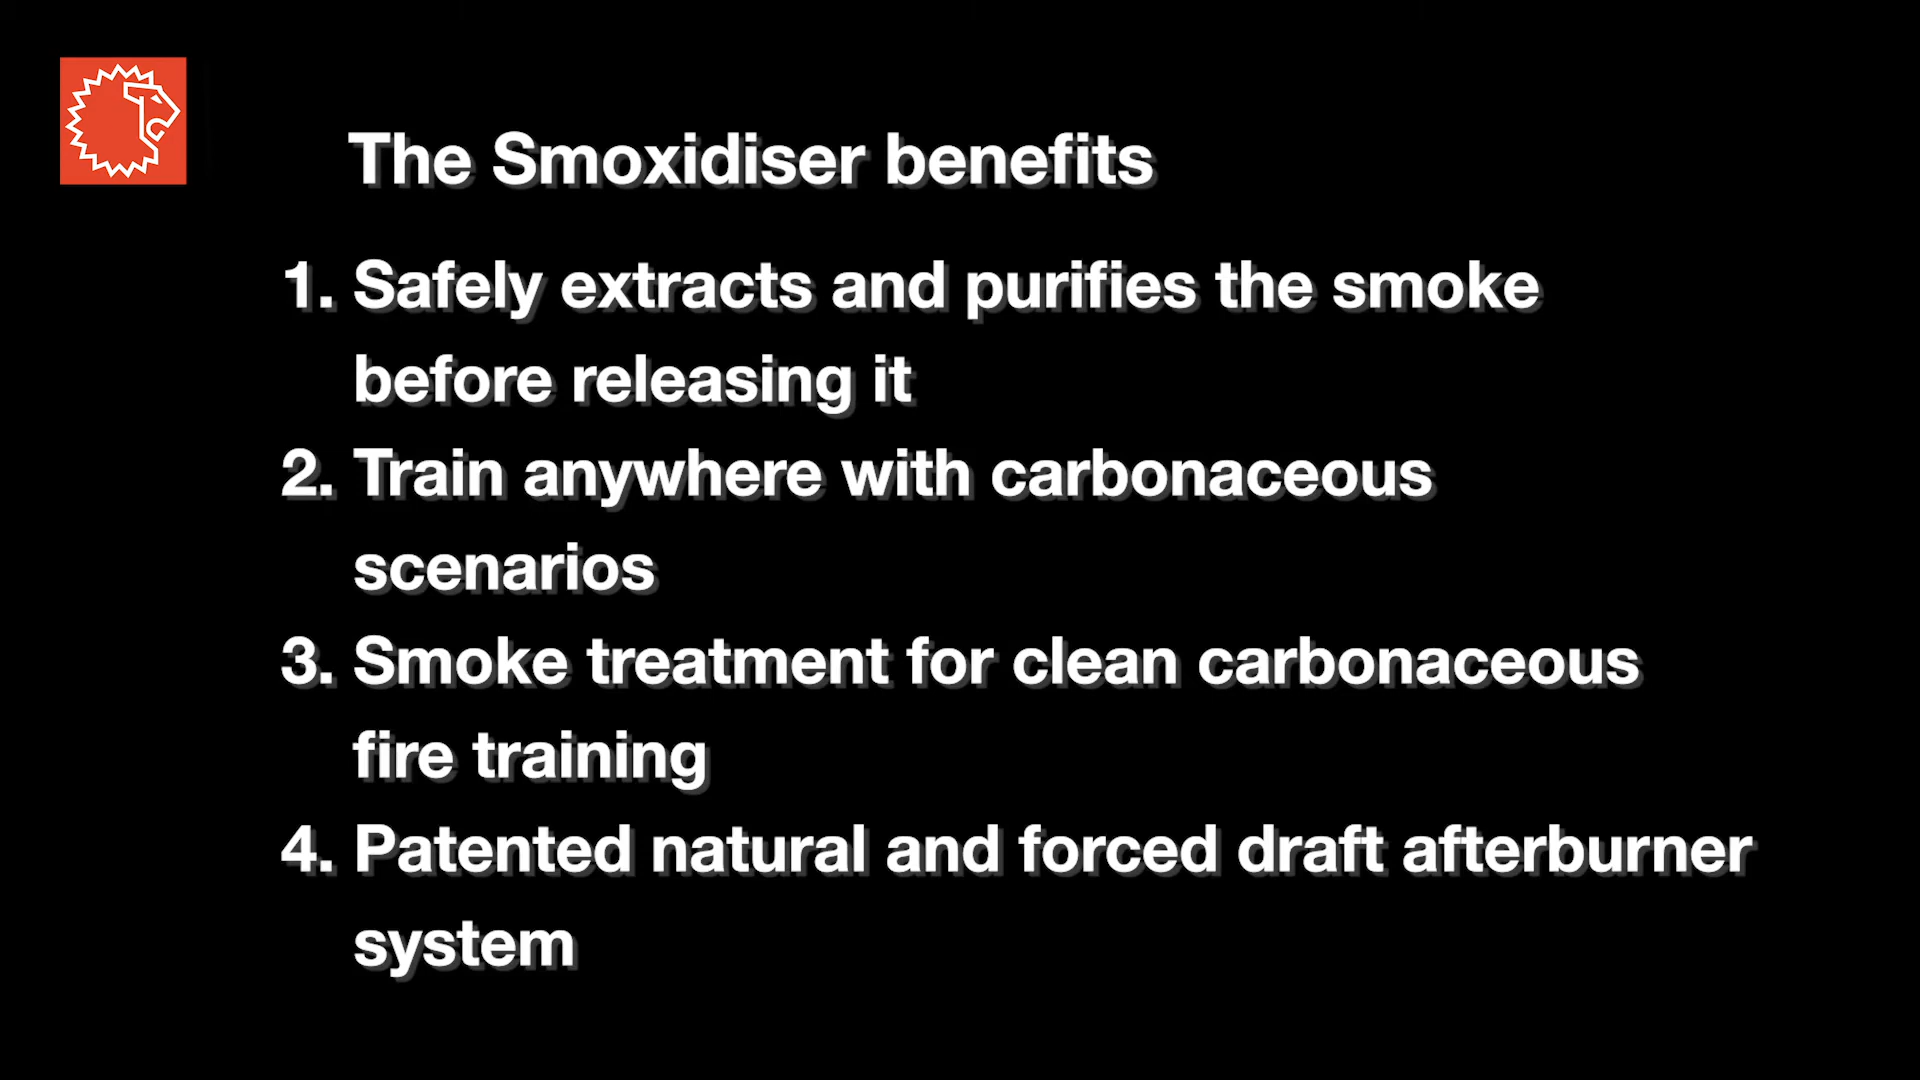 The Smoxidiser benefits
1. Safely extracts and purifies the smoke
before releasing it
2. Train anywhere with carbonaceous
scenarios
3. Smoke treatment for clean carbonaceous
fire training
4. Patented natural and forced draft afterburner
system